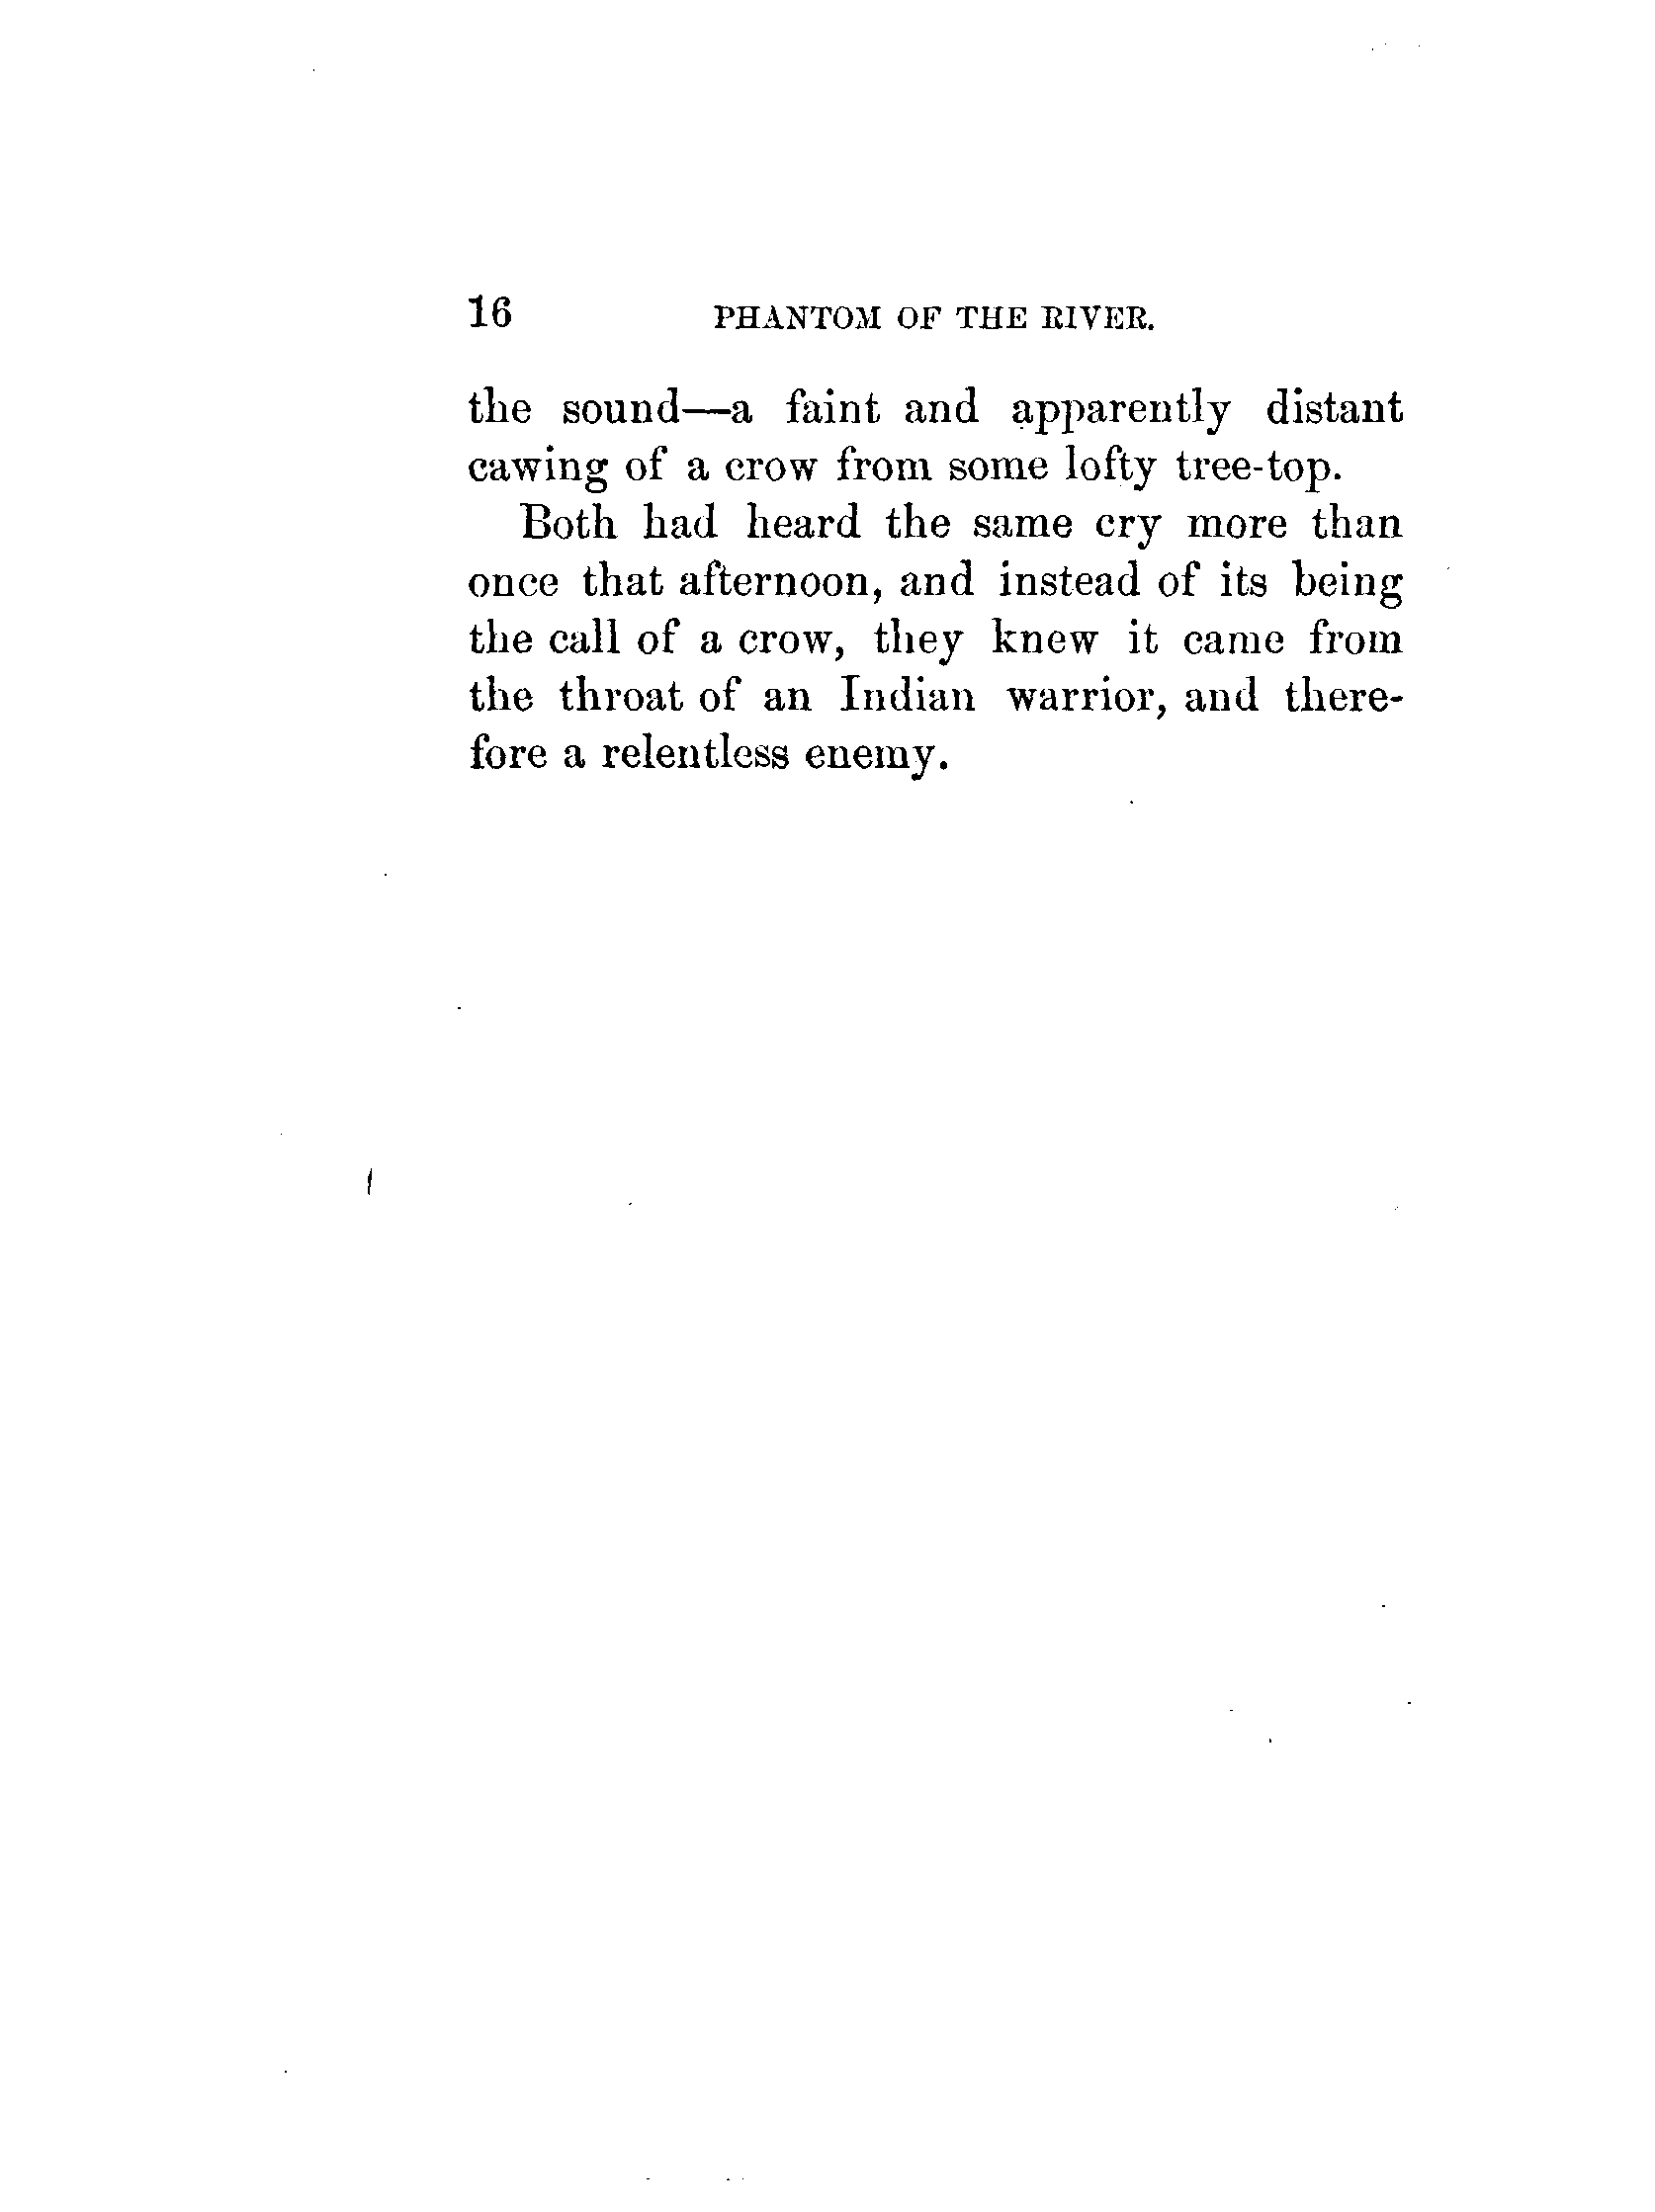 16 PHANTOM OF THE RIVER.
the sound—a faint and apparently distant
cawing of a crow from some lofty tree-top.
Both had heard the same cry more than
once that afternoon, and instead of its being
the call of a crow, they knew it came from
the throat of an Indian warrior, and there-
fore a relentless enemy.